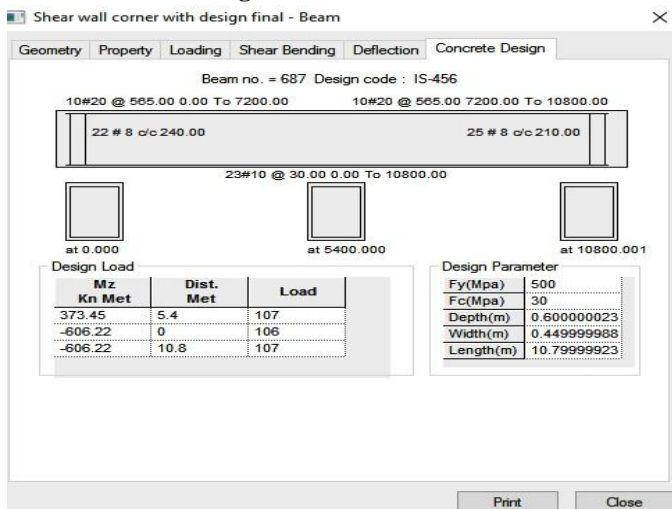 Shear wall corner with design final - Beam
Geometry Property Loading Shear Bending Deflection Concrete Design
Beam no. = 687 Design code : IS-456
10#20 @ 565.00 0.00 To 7200.00 10#20 @ 565.00 7200.00 To 10800.00
22 # 8 c/c 240.00 25 # 8 c/c 210.00
23#10 @ 30.00 0.00 To 10800.00
at 0.000 at 5400.000 at 10800.001
Design Load
Mz Kn Met Dist. Met Load
373.45 5.4 107
-606.22 0 106
-606.22 10.8 107
Design Parameter
Fy(Mpa) 500
Fc(Mpa) 30
Depth(m) 0.600000023
Width(m) 0.449999988
Length(m) 10.79999923
Print Close